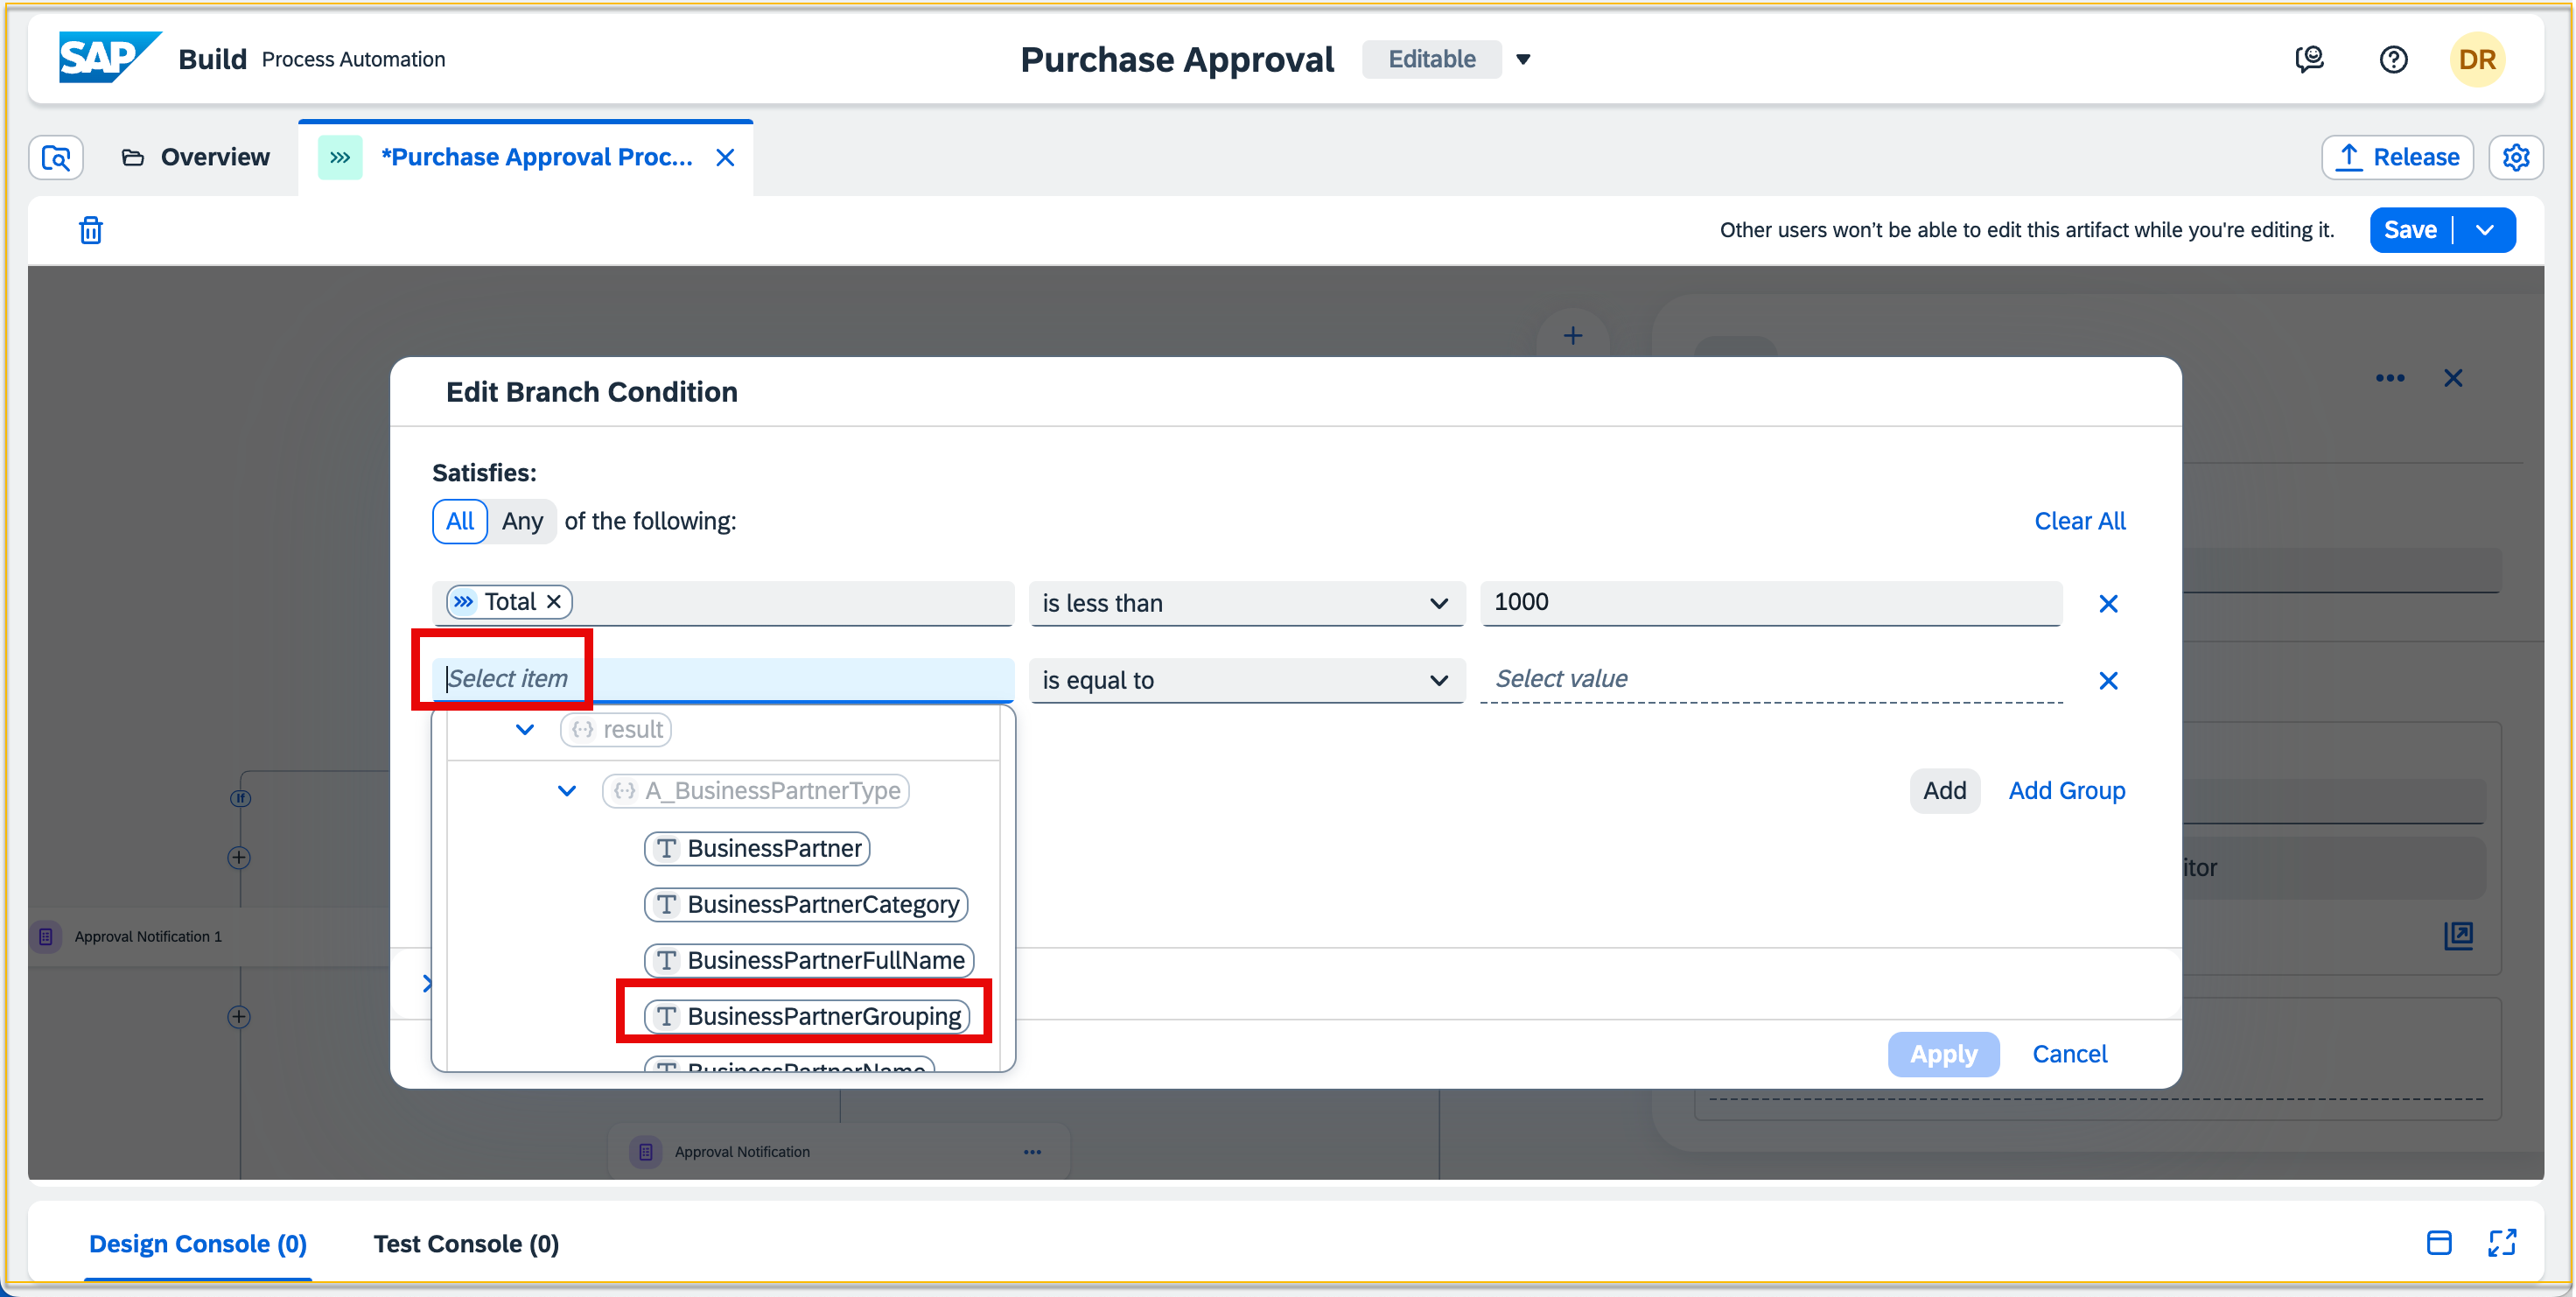 SAP Build Process Automation
Purchase Approval Editable
DR
Overview
*Purchase Approval Proc...
Release
Other users won't be able to edit this artifact while you're editing it.
Save
Edit Branch Condition
Satisfies:
All Any of the following:
Clear All
Total is less than 1000
Select item is equal to Select value
result
A_BusinessPartnerType
Add Add Group
If
BusinessPartner
itor
BusinessPartnerCategory
Approval Notification 1
BusinessPartnerFullName
BusinessPartnerGrouping
BusinessPartnerName
Apply Cancel
Approval Notification
Design Console (0) Test Console (0)